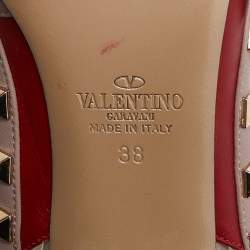 VALENTINO
GARAVANI
MADE IN ITALY
38